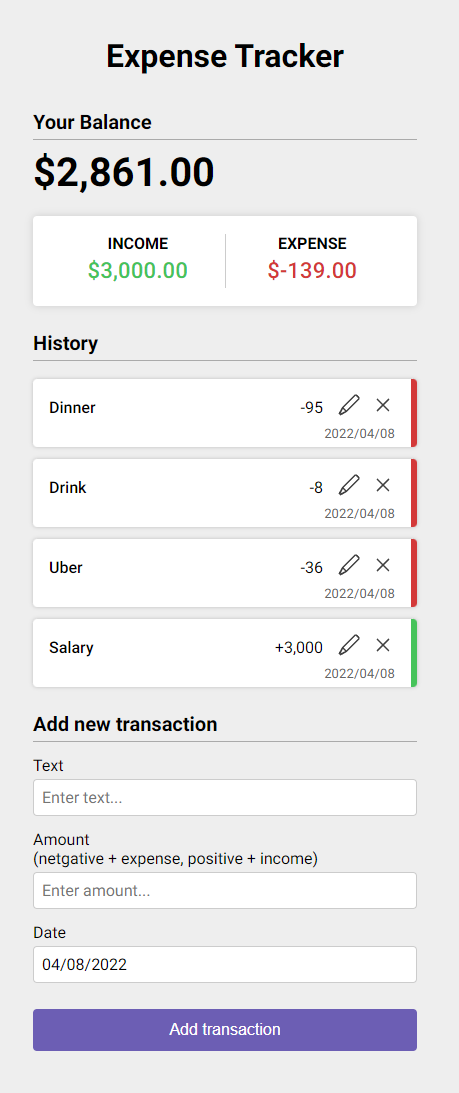 Expense Tracker
Your Balance
$2,861.00
INCOME
$3,000.00
EXPENSE
$-139.00
History
Dinner -95
2022/04/08
Drink -8
2022/04/08
Uber -36
2022/04/08
Salary +3,000
2022/04/08
Add new transaction
Text
Enter text...
Amount
(netgative + expense, positive + income)
Enter amount...
Date
04/08/2022
Add transaction